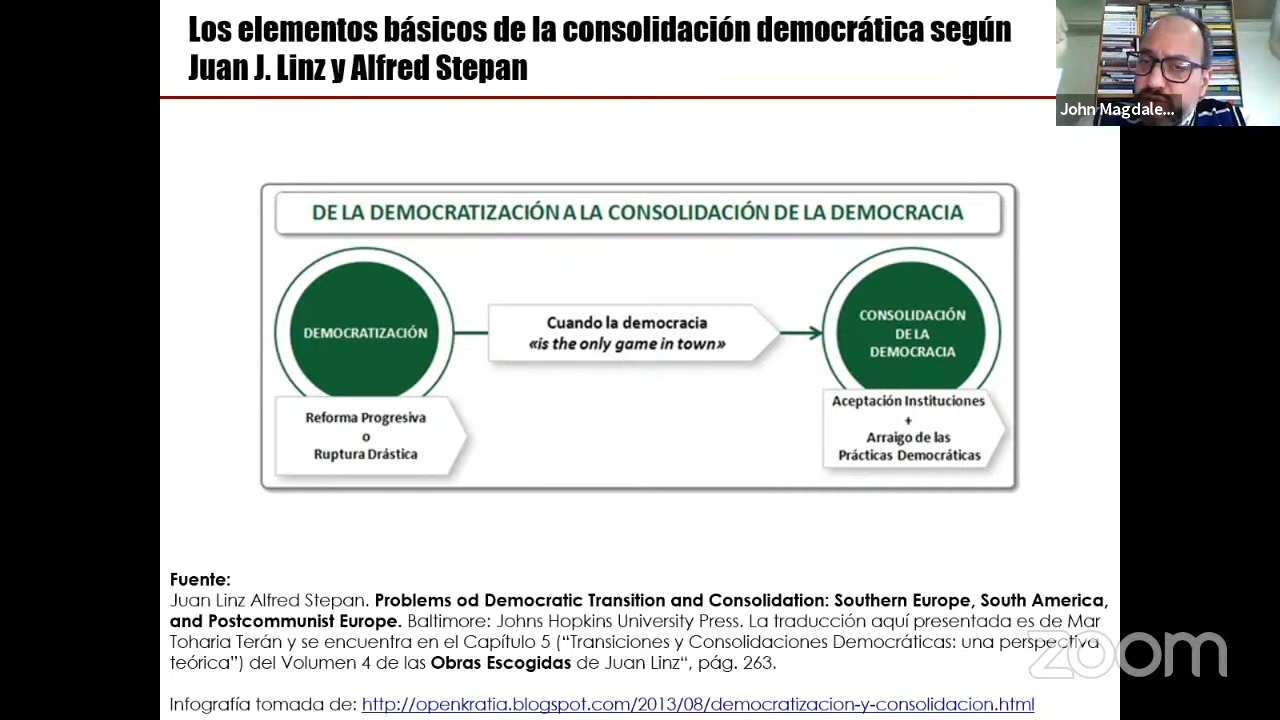 Los elementos básicos de la consolidación democrática según
Juan J. Linz y Alfred Stepan
John Magdale...
DE LA DEMOCRATIZACIÓN A LA CONSOLIDACIÓN DE LA DEMOCRACIA
DEMOCRATIZACIÓN
Cuando la democracia
«is the only game in town»
CONSOLIDACIÓN
DE LA
DEMOCRACIA
Reforma Progresiva
o
Ruptura Drástica
Aceptación Instituciones
+
Arraigo de las
Prácticas Democráticas
Fuente:
Juan Linz Alfred Stepan. Problems od Democratic Transition and Consolidation: Southern Europe, South America,
and Postcommunist Europe. Baltimore: Johns Hopkins University Press. La traducción aquí presentada es de Mar
Toharia Terán y se encuentra en el Capítulo 5 (“Transiciones y Consolidaciones Democráticas: una perspectiva
teórica”) del Volumen 4 de las Obras Escogidas de Juan Linz“, pág. 263.
zoom
Infografía tomada de: http://openkratia.blogspot.com/2013/08/democratizacion-y-consolidacion.html